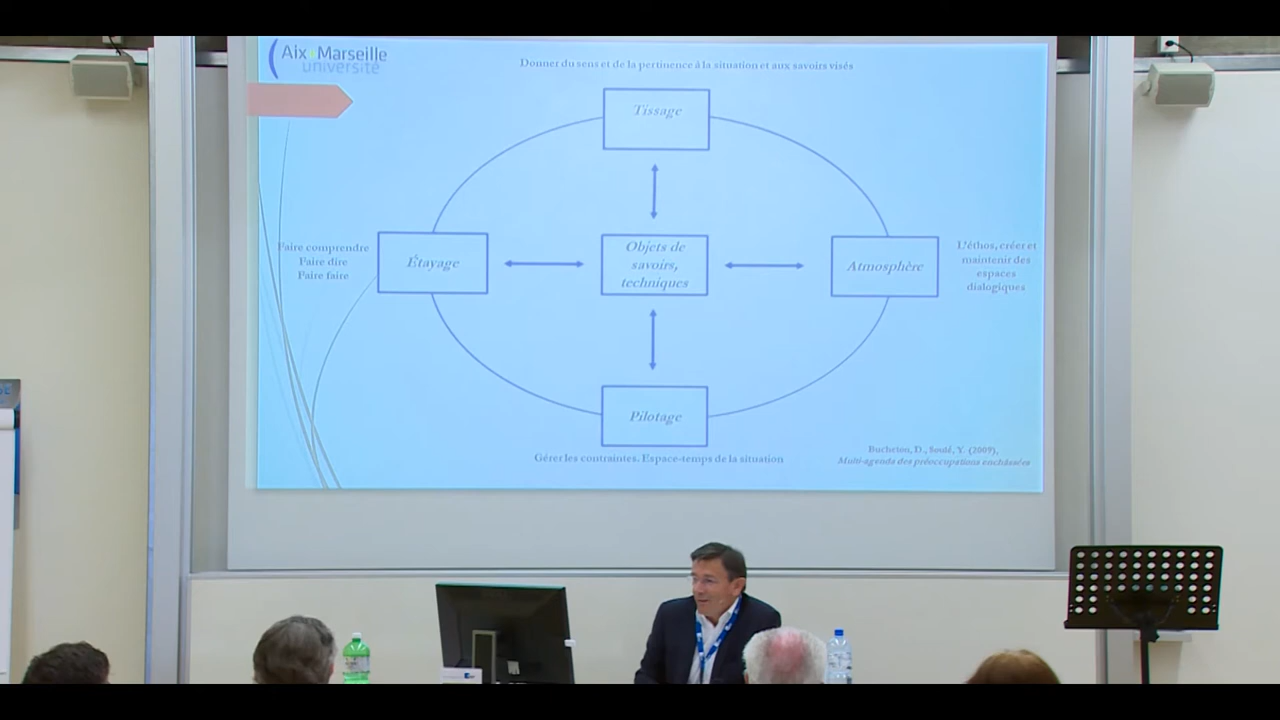 Aix Marseille
université
Donner du sens et de la pertinence à la situation et aux savoirs visés
Tissage
Faire comprendre
Faire dire
Faire faire
Étayage
Objets de
savoirs,
techniques
Atmosphère
L'éthos, créer et
maintenir des
espaces
dialogiques
Pilotage
Gérer les contraintes. Espace-temps de la situation
Bucheton, D., Soulé, Y. (2009),
Multi-agenda des préoccupations enchâssées